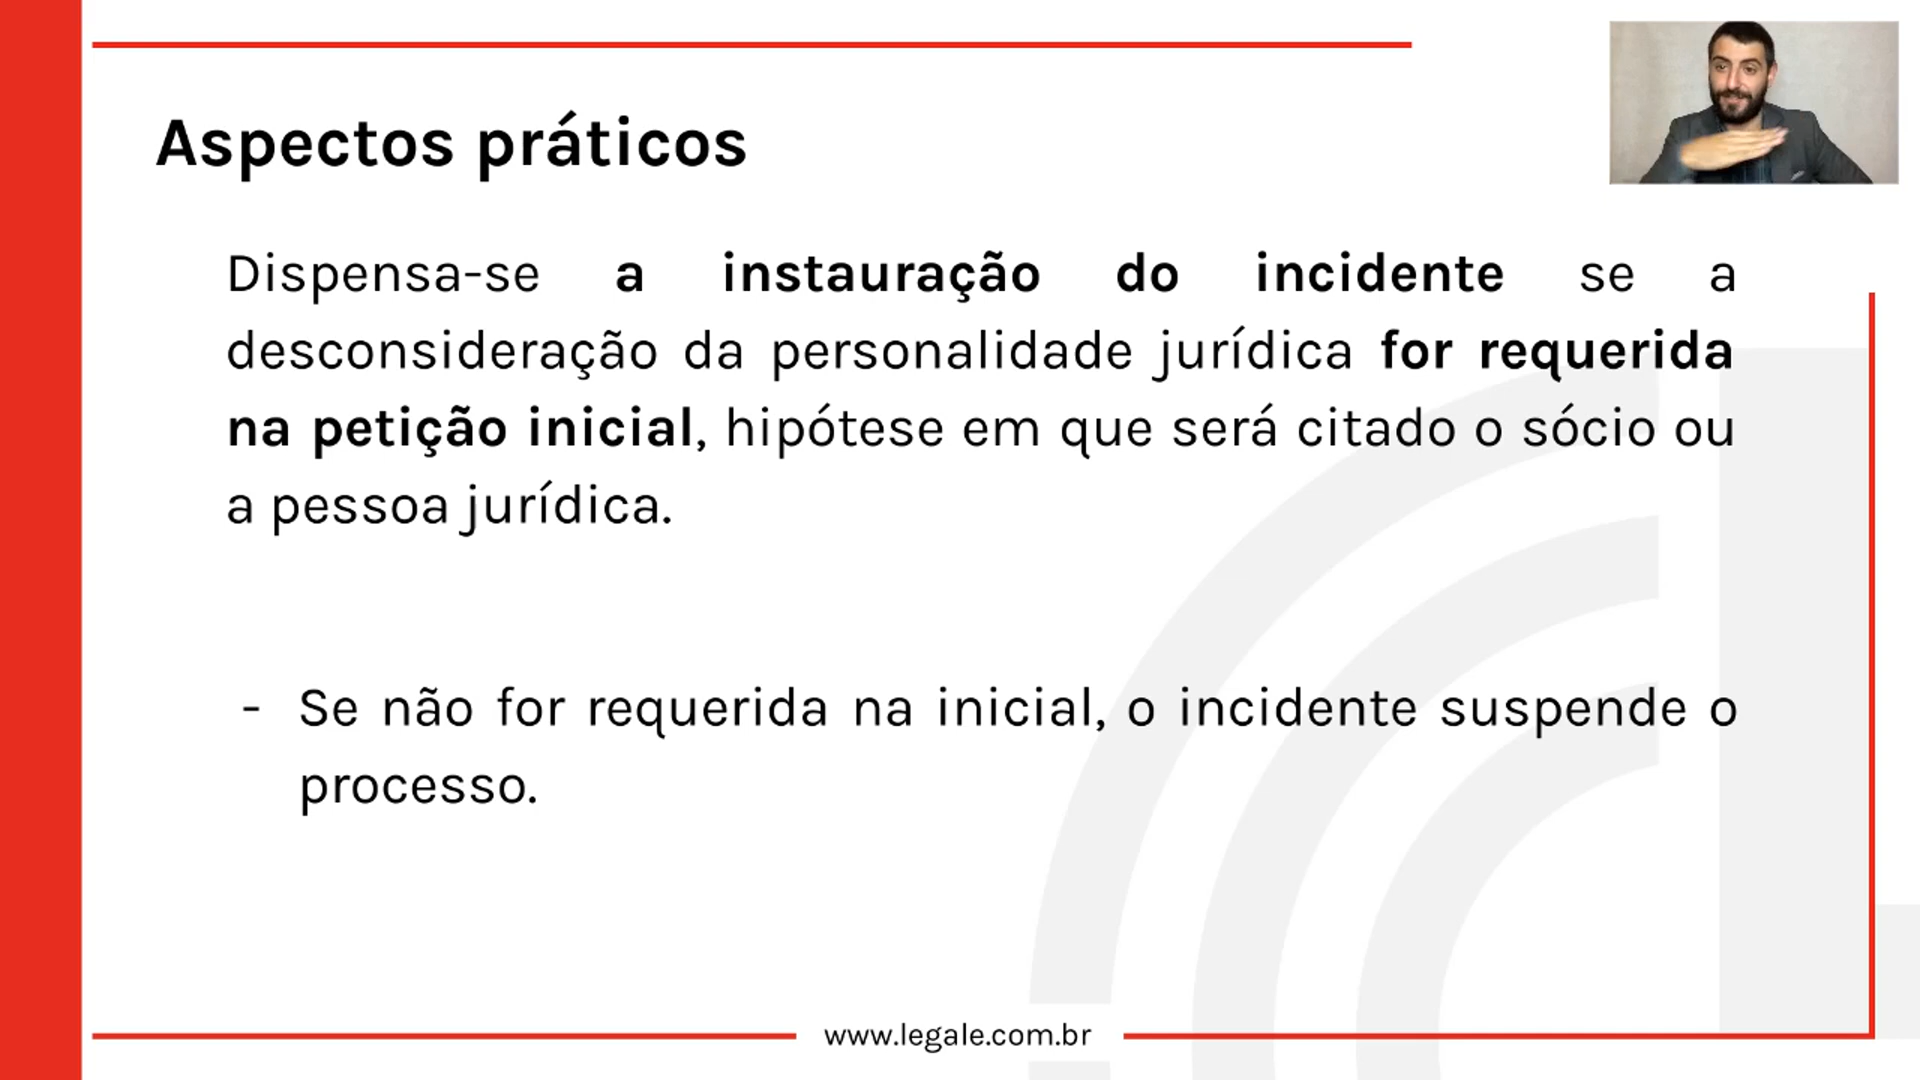 Aspectos práticos
Dispensa-se a instauração do incidente se a
desconsideração da personalidade jurídica for requerida
na petição inicial, hipótese em que será citado o sócio ou
a pessoa jurídica.
- Se não for requerida na inicial, o incidente suspende o
processo.
www.legale.com.br